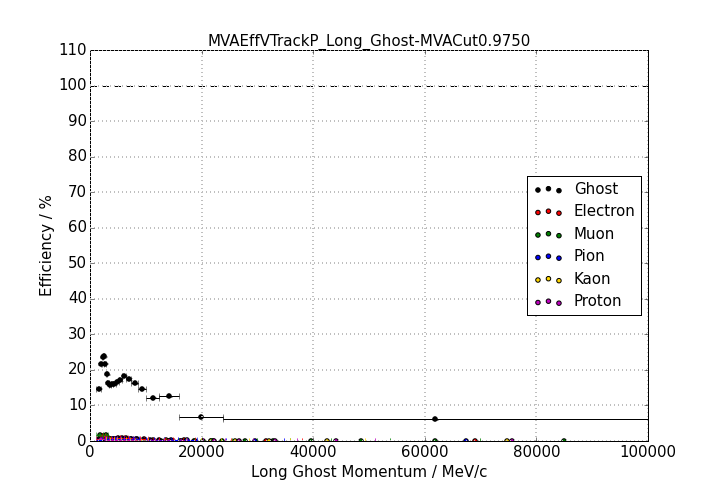 MVAEffVTrackP_Long_Ghost-MVACut0.9750
110
100
90
80
70
60
50
40
30
20
10
0
Efficiency / %
Ghost
Electron
Muon
Pion
Kaon
Proton
0 20000 40000 60000 80000 100000
Long Ghost Momentum / MeV/c